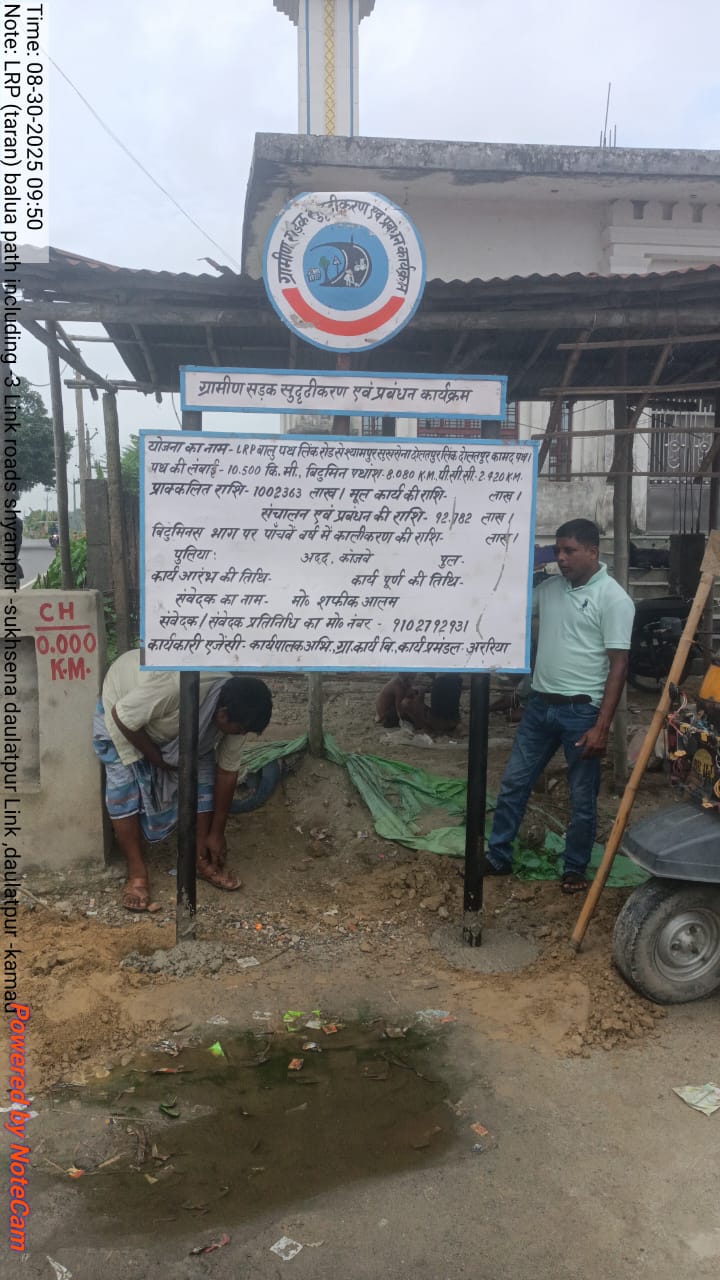 Time: 08-30-2025 09:50
Note: LRP (taran) balua path including 3 Link roads shyampur -sukheena daulatpur Link ,daulatpur -kamad
ग्रामीण सड़क सुदृढीकरण एवं प्रबंधन कार्यक्रम
ग्रामीण सड़क सुदृढीकरण एवं प्रबंधन कार्यक्रम
योजना का नाम - LRP बालु पथ लिंक रोड से श्यामपुर सुखसेना दौलतपुर लिंक दौलतपुर कामद पथ।
पथ की लंबाई - 10.500 कि.मी., बिटुमिन पथांश - 8.080 K.M. पी.सी.सी. - 2.420 K.M.
प्राक्कलित राशि - 1002363 लाख। मूल कार्य की राशि- लाख।
संचालन एवं प्रबंधन की राशि - 92.782 लाख।
बिटुमिनस भाग पर पाँचवें वर्ष में कालीकरण की राशि- लाख।
पुलिया: अदद, कॉजवे पुल-
कार्य आरंभ की तिथि- कार्य पूर्ण की तिथि-
संवेदक का नाम- मो० शफीक आलम
संवेदक / संवेदक प्रतिनिधि का मो० नंबर - 9102792931
कार्यकारी एजेंसी - कार्यपालक अभि., ग्रा. कार्य वि., कार्य प्रमंडल - अररिया
CH
0.000
K.M.
Powered by NoteCam